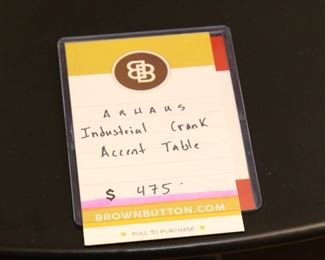 BB
ARHAUS
Industrial Crank
Accent Table
$ 475-
BROWNBUTTON.COM
PULL TO PURCHASE